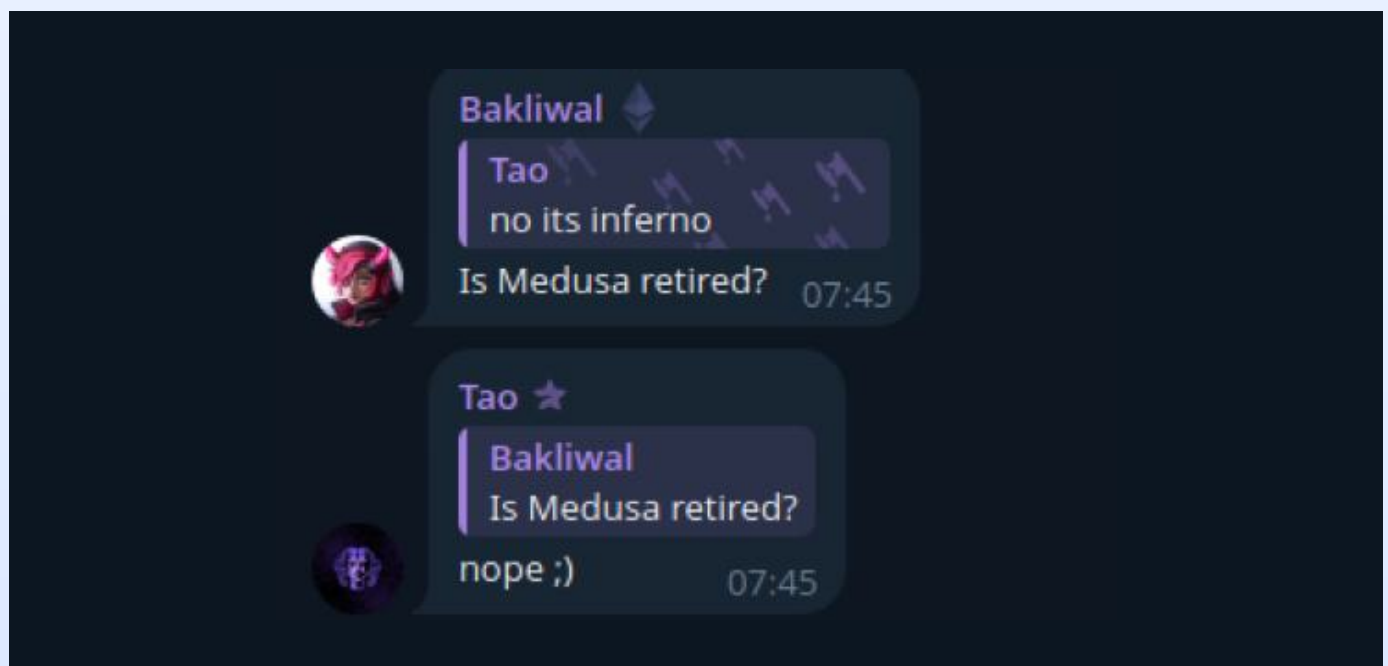 Bakliwal
Tao
no its inferno
Is Medusa retired?
07:45
Tao
Bakliwal
Is Medusa retired?
nope ;)
07:45